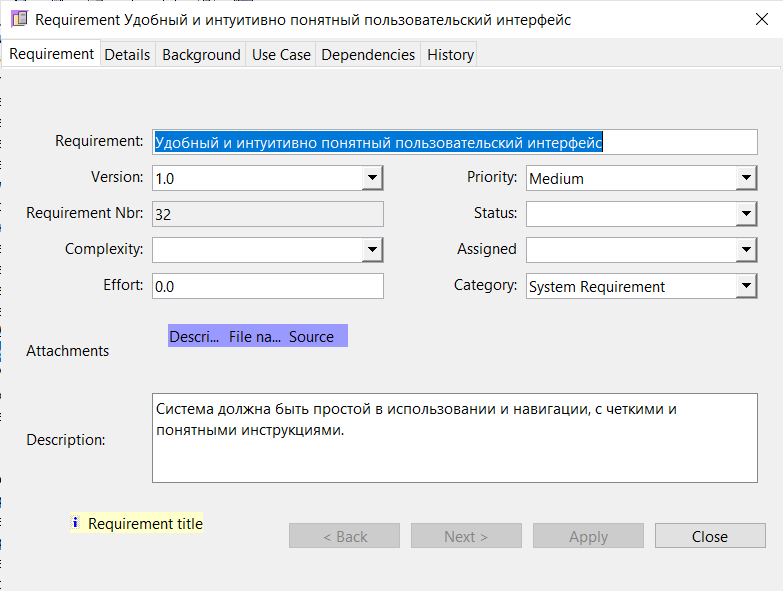 Requirement Удобный и интуитивно понятный пользовательский интерфейс
Requirement Details Background Use Case Dependencies History
Requirement: Удобный и интуитивно понятный пользовательский интерфейс
Version: 1.0 Priority: Medium
Requirement Nbr: 32 Status:
Complexity: Assigned
Effort: 0.0 Category: System Requirement
Descri... File na... Source
Attachments
Система должна быть простой в использовании и навигации, с четкими и
понятными инструкциями.
Description:
Requirement title
< Back Next > Apply Close